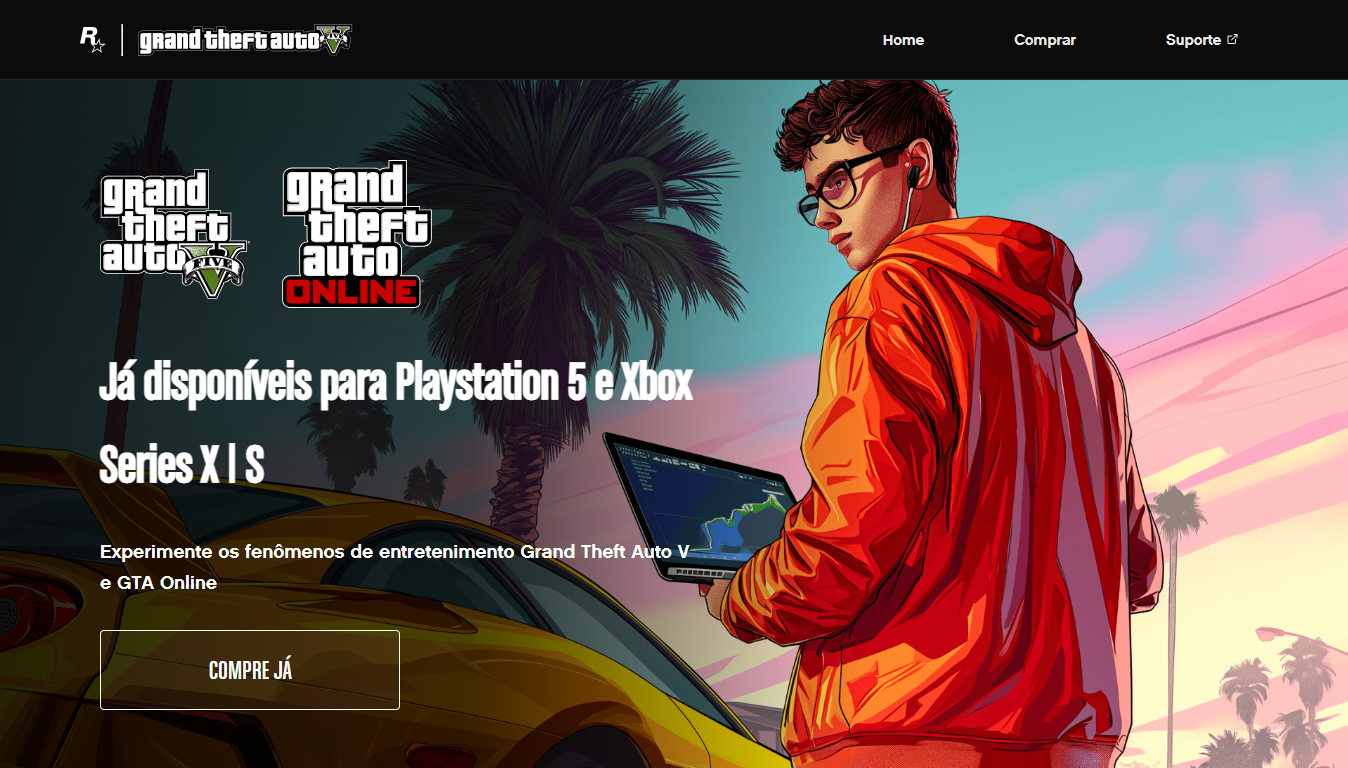 R
grand theft auto V
FIVE
Home
Comprar
Suporte
grand
theft
auto V
FIVE
grand
theft
auto
ONLINE
Já disponíveis para Playstation 5 e Xbox
Series X | S
Experimente os fenômenos de entretenimento Grand Theft Auto V
e GTA Online
COMPRE JÁ